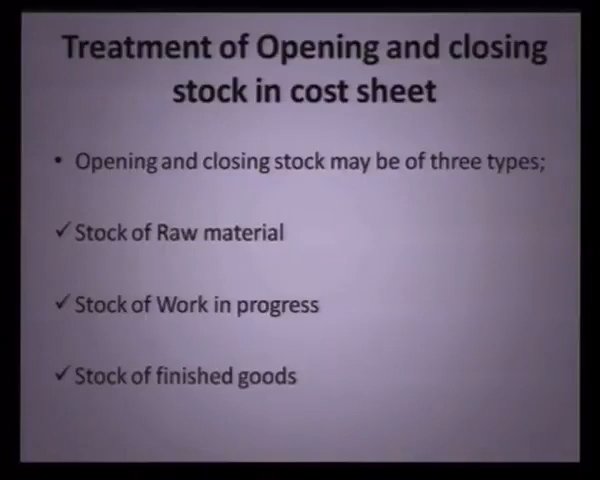 Treatment of Opening and closing
stock in cost sheet
• Opening and closing stock may be of three types;
✓ Stock of Raw material
✓ Stock of Work in progress
✓ Stock of finished goods